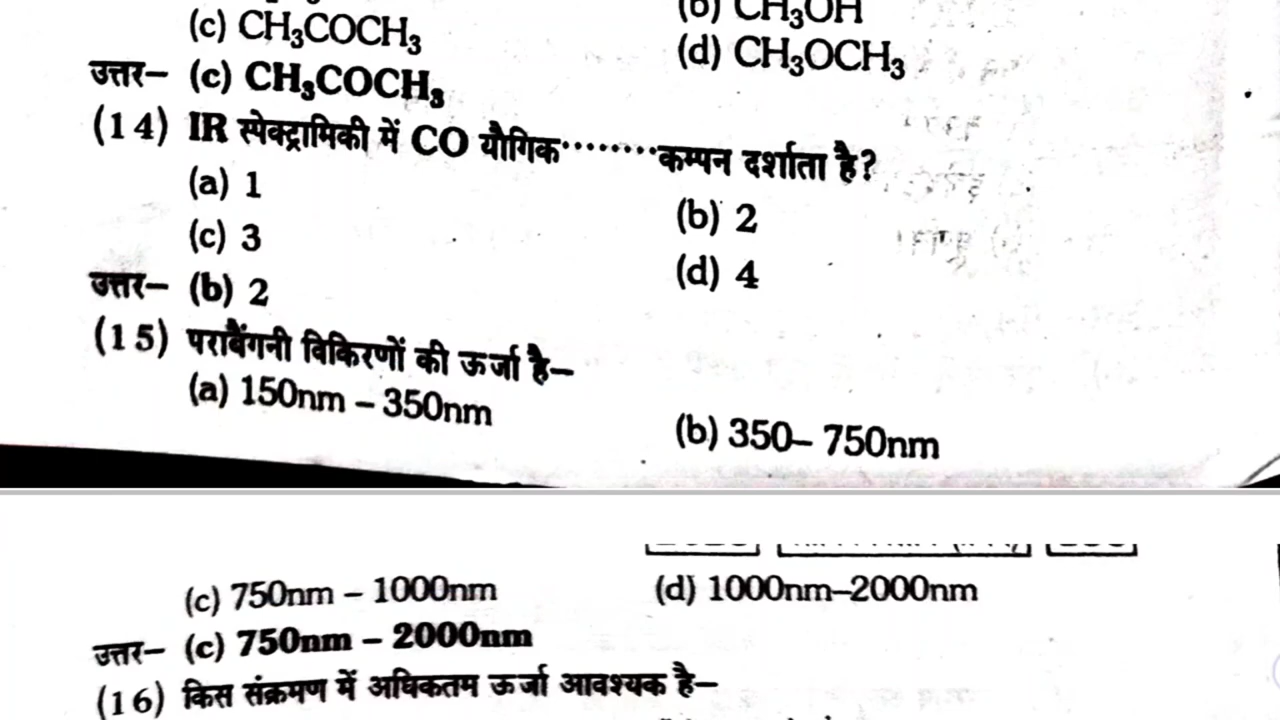 (c) CH₃COCH₃
(b) CH₃OH
(d) CH₃OCH₃
उत्तर– (c) CH₃COCH₃
(14) IR स्पेक्ट्रामिकी में CO यौगिक········कम्पन दर्शाता है?
(a) 1
(b) 2
(c) 3
(d) 4
उत्तर– (b) 2
(15) पराबैंगनी विकिरणों की ऊर्जा है–
(a) 150nm – 350nm
(b) 350– 750nm
(c) 750nm – 1000nm
(d) 1000nm–2000nm
उत्तर– (c) 750nm – 2000nm
(16) किस संक्रमण में अधिकतम ऊर्जा आवश्यक है–